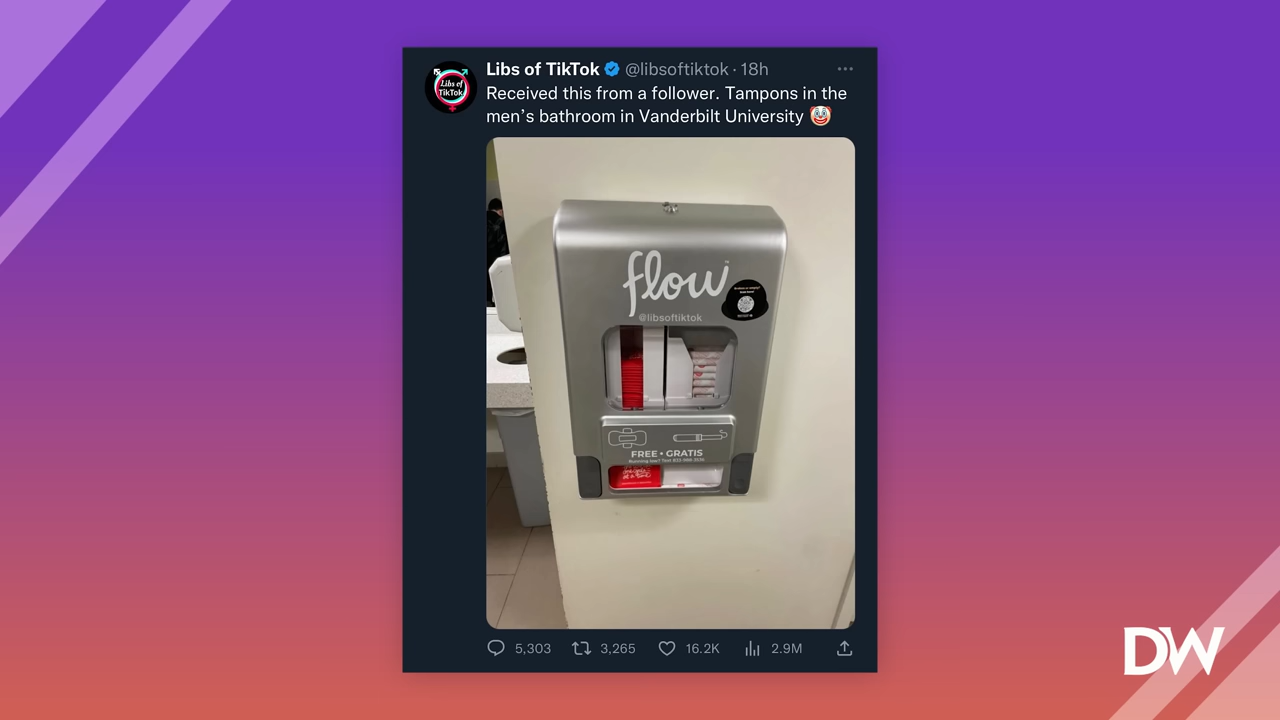 Libs of TikTok @libsoftiktok · 18h
Received this from a follower. Tampons in the
men's bathroom in Vanderbilt University 🤡
Libs of
TikTok
flow
@libsoftiktok
FREE • GRATIS
5,303 3,265 16.2K 2.9M
DW